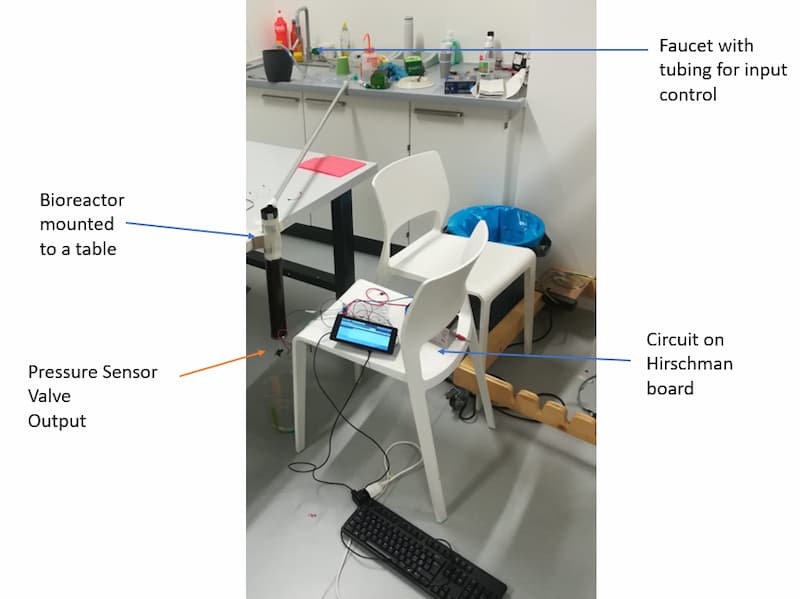 Faucet with
tubing for input
control
Bioreactor
mounted
to a table
Pressure Sensor
Valve
Output
Circuit on
Hirschman
board